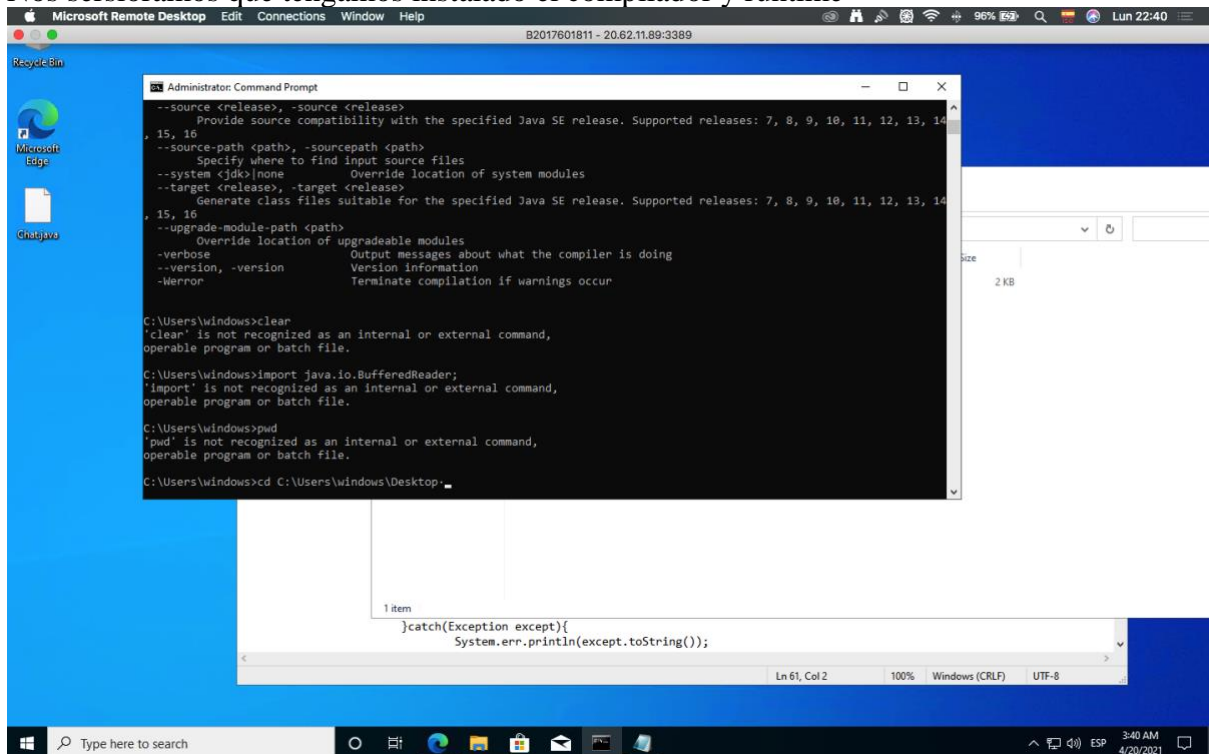 Nos sersioramos que tengamos instalado el compilador y runtime
Microsoft Remote Desktop Edit Connections Window Help 96% Lun 22:40
B2017601811 - 20.62.11.89:3389
Recycle Bin
Administrator: Command Prompt
--source <release>, -source <release>
Provide source compatibility with the specified Java SE release. Supported releases: 7, 8, 9, 10, 11, 12, 13, 14
, 15, 16
--source-path <path>, -sourcepath <path>
Specify where to find input source files
--system <jdk>|none Override location of system modules
--target <release>, -target <release>
Generate class files suitable for the specified Java SE release. Supported releases: 7, 8, 9, 10, 11, 12, 13, 14
, 15, 16
--upgrade-module-path <path>
Override location of upgradeable modules
-verbose Output messages about what the compiler is doing
--version, -version Version information
-Werror Terminate compilation if warnings occur
C:\Users\windows>clear
'clear' is not recognized as an internal or external command,
operable program or batch file.
C:\Users\windows>import java.io.BufferedReader;
'import' is not recognized as an internal or external command,
operable program or batch file.
C:\Users\windows>pwd
'pwd' is not recognized as an internal or external command,
operable program or batch file.
C:\Users\windows>cd C:\Users\windows\Desktop·_
Microsoft
Edge
Chat.java
Size
2 KB
1 item
}catch(Exception except){
System.err.println(except.toString());
Ln 61, Col 2 100% Windows (CRLF) UTF-8
Type here to search ESP 3:40 AM
4/20/2021